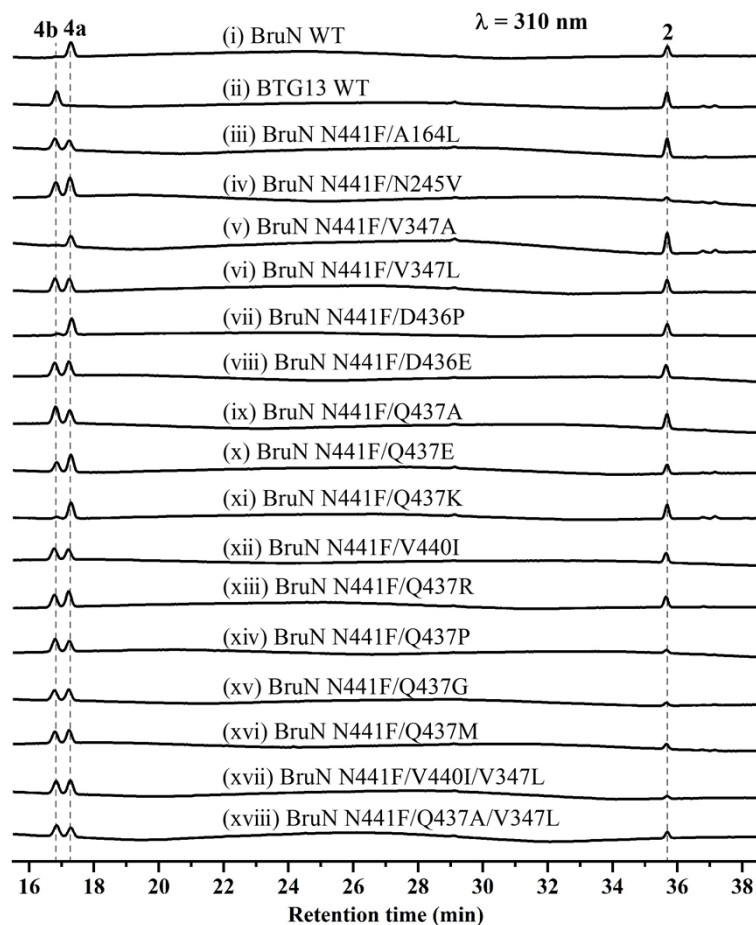 4b 4a λ = 310 nm 2
(i) BruN WT
(ii) BTG13 WT
(iii) BruN N441F/A164L
(iv) BruN N441F/N245V
(v) BruN N441F/V347A
(vi) BruN N441F/V347L
(vii) BruN N441F/D436P
(viii) BruN N441F/D436E
(ix) BruN N441F/Q437A
(x) BruN N441F/Q437E
(xi) BruN N441F/Q437K
(xii) BruN N441F/V440I
(xiii) BruN N441F/Q437R
(xiv) BruN N441F/Q437P
(xv) BruN N441F/Q437G
(xvi) BruN N441F/Q437M
(xvii) BruN N441F/V440I/V347L
(xviii) BruN N441F/Q437A/V347L
16 18 20 22 24 26 28 30 32 34 36 38
Retention time (min)